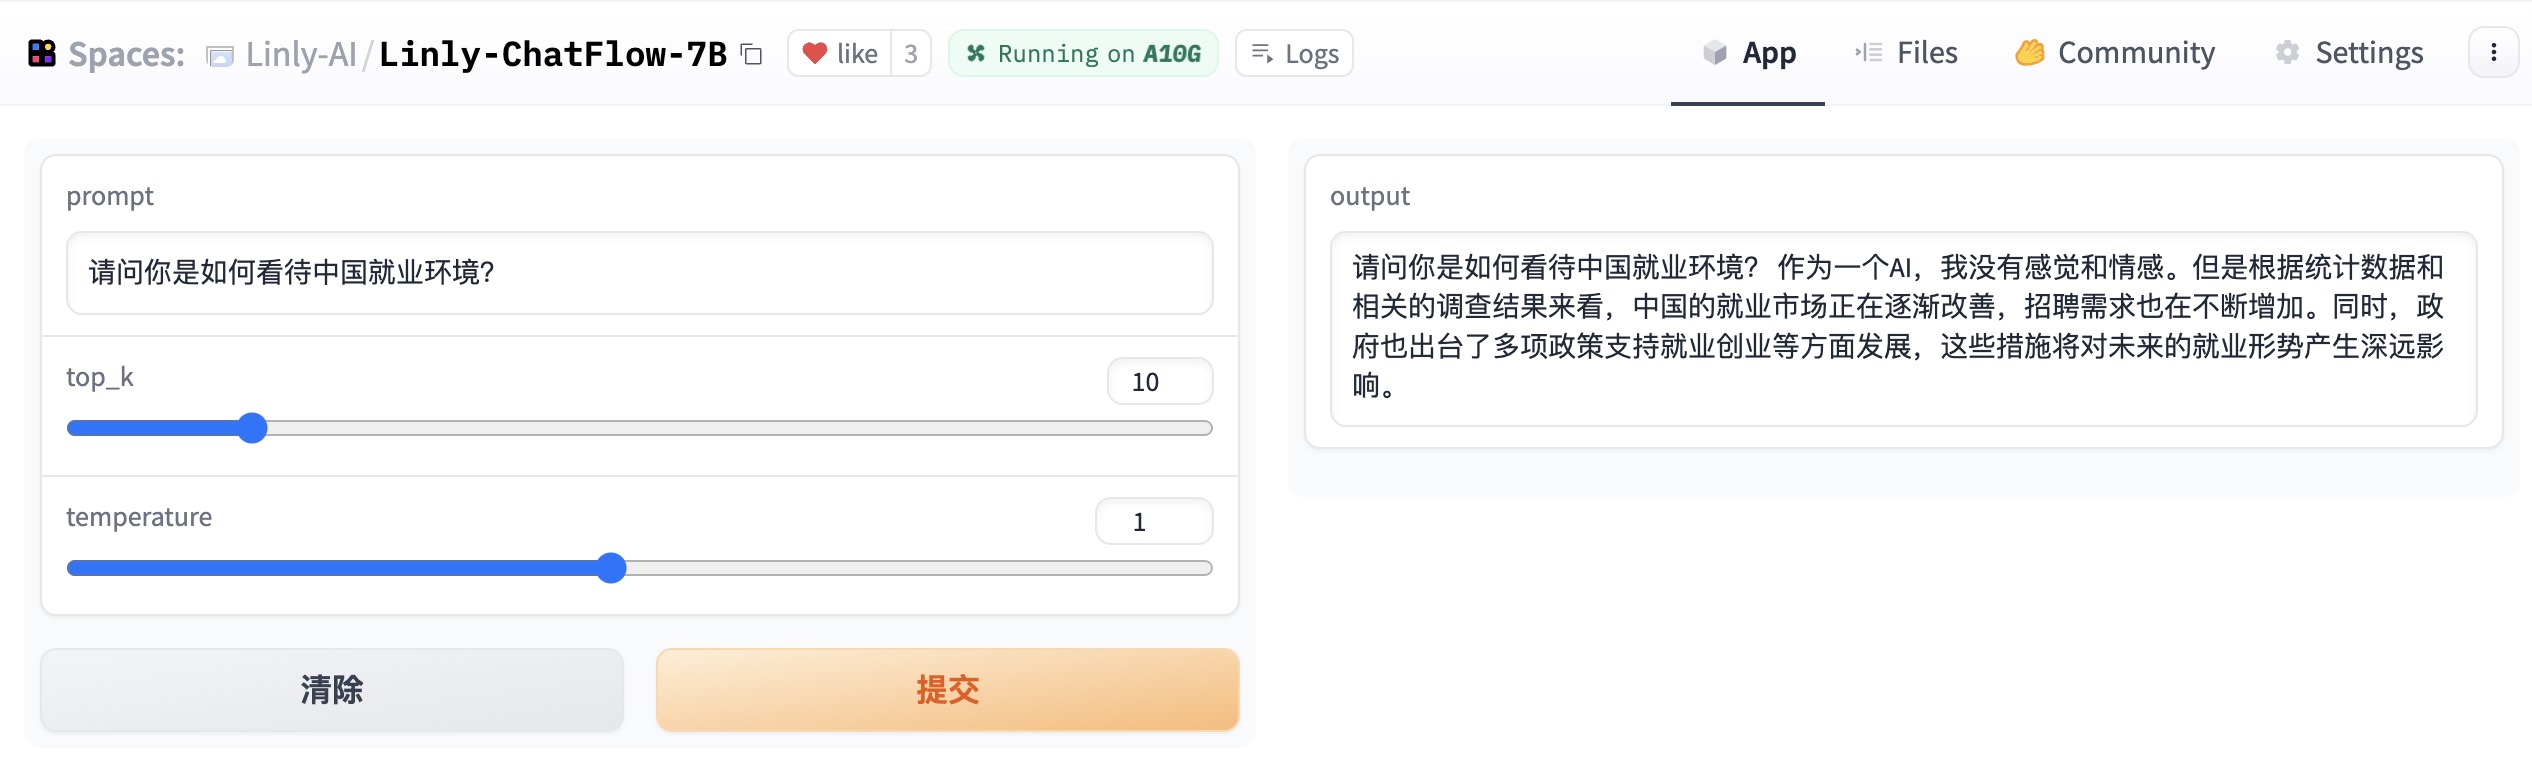 Spaces: Linly-AI/Linly-ChatFlow-7B like 3 Running on A10G Logs App Files Community Settings
prompt
请问你是如何看待中国就业环境?
top_k 10
temperature 1
清除 提交
output
请问你是如何看待中国就业环境? 作为一个AI，我没有感觉和情感。但是根据统计数据和
相关的调查结果来看，中国的就业市场正在逐渐改善，招聘需求也在不断增加。同时，政
府也出台了多项政策支持就业创业等方面发展，这些措施将对未来的就业形势产生深远影
响。